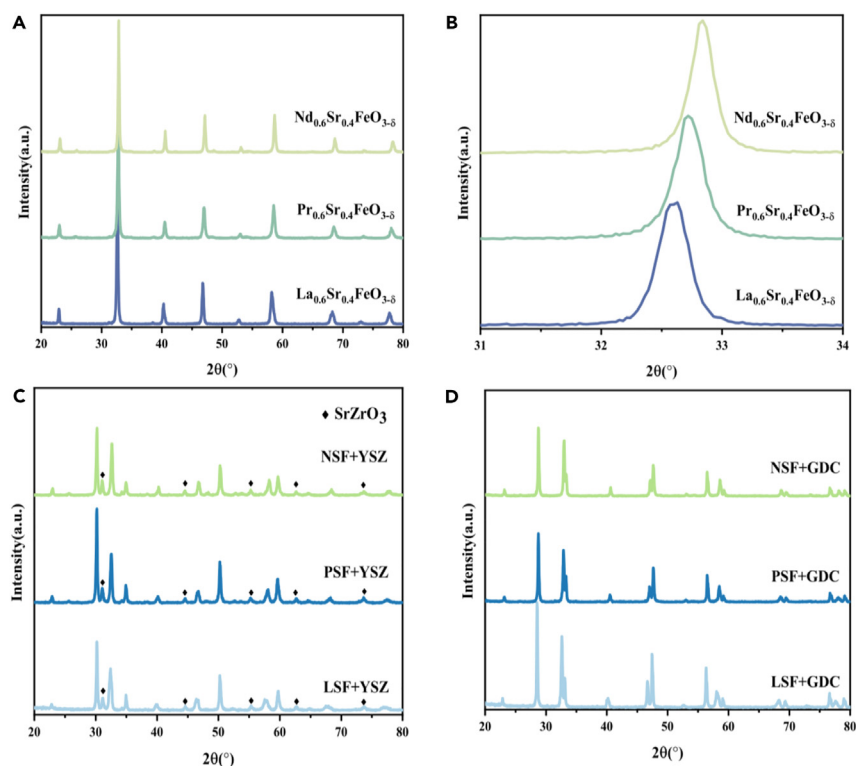 A
Intensity(a.u.)
Nd0.6Sr0.4FeO3-δ
Pr0.6Sr0.4FeO3-δ
La0.6Sr0.4FeO3-δ
20 30 40 50 60 70 80
2θ(°)
B
Intensity(a.u.)
Nd0.6Sr0.4FeO3-δ
Pr0.6Sr0.4FeO3-δ
La0.6Sr0.4FeO3-δ
31 32 33 34
2θ(°)
C
♦ SrZrO3
Intensity(a.u.)
NSF+YSZ
PSF+YSZ
LSF+YSZ
20 30 40 50 60 70 80
2θ(°)
D
Intensity(a.u.)
NSF+GDC
PSF+GDC
LSF+GDC
20 30 40 50 60 70 80
2θ(°)